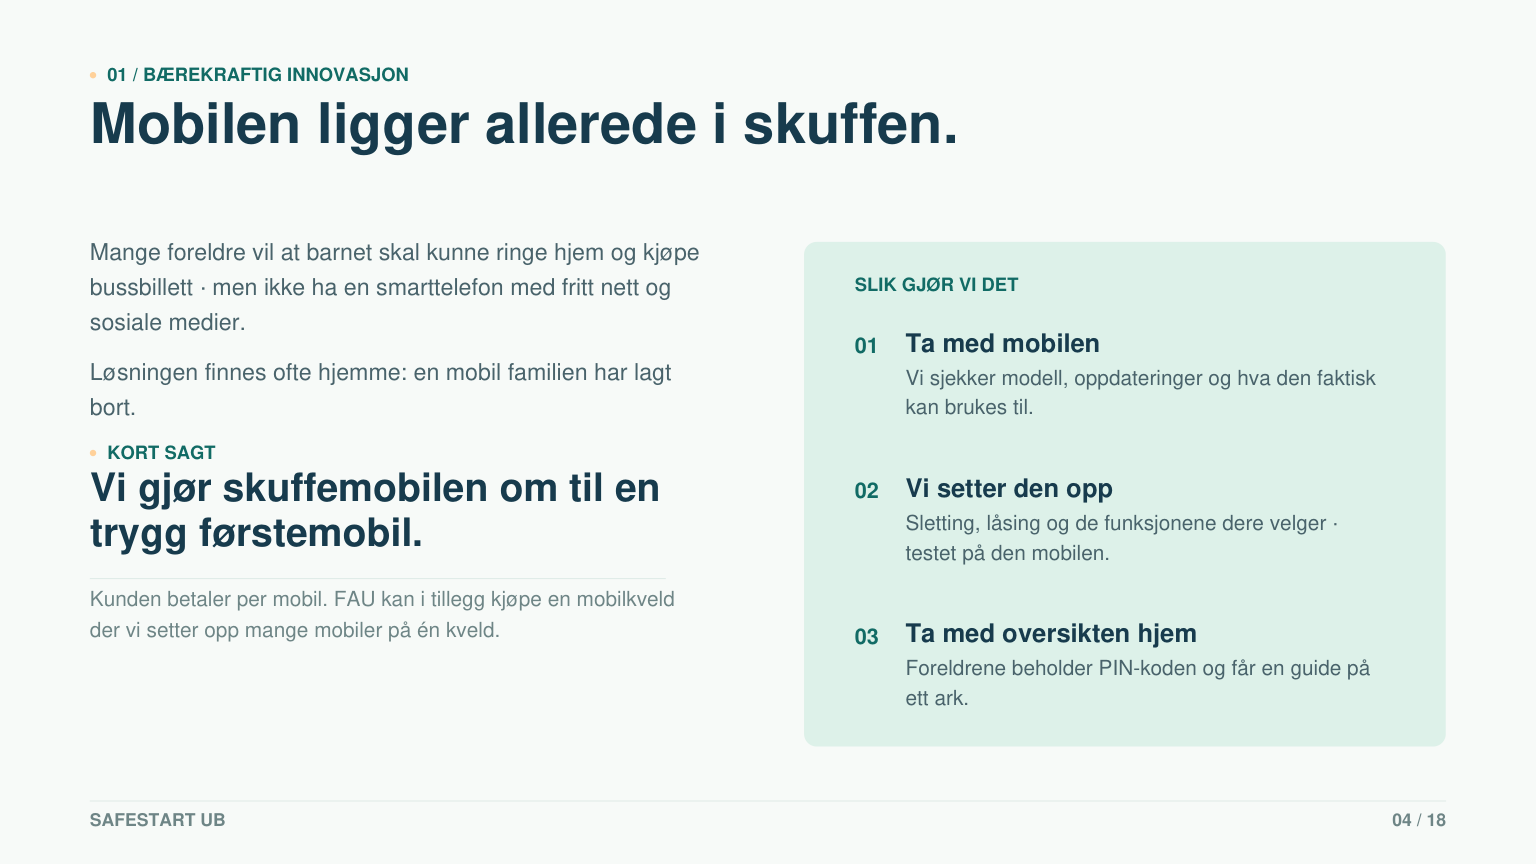 01 / BÆREKRAFTIG INNOVASJON
Mobilen ligger allerede i skuffen.
Mange foreldre vil at barnet skal kunne ringe hjem og kjøpe
bussbillett · men ikke ha en smarttelefon med fritt nett og
sosiale medier.
Løsningen finnes ofte hjemme: en mobil familien har lagt
bort.
KORT SAGT
Vi gjør skuffemobilen om til en
trygg førstemobil.
Kunden betaler per mobil. FAU kan i tillegg kjøpe en mobilkveld
der vi setter opp mange mobiler på én kveld.
SLIK GJØR VI DET
01 Ta med mobilen
Vi sjekker modell, oppdateringer og hva den faktisk
kan brukes til.
02 Vi setter den opp
Sletting, låsing og de funksjonene dere velger ·
testet på den mobilen.
03 Ta med oversikten hjem
Foreldrene beholder PIN-koden og får en guide på
ett ark.
SAFESTART UB
04 / 18